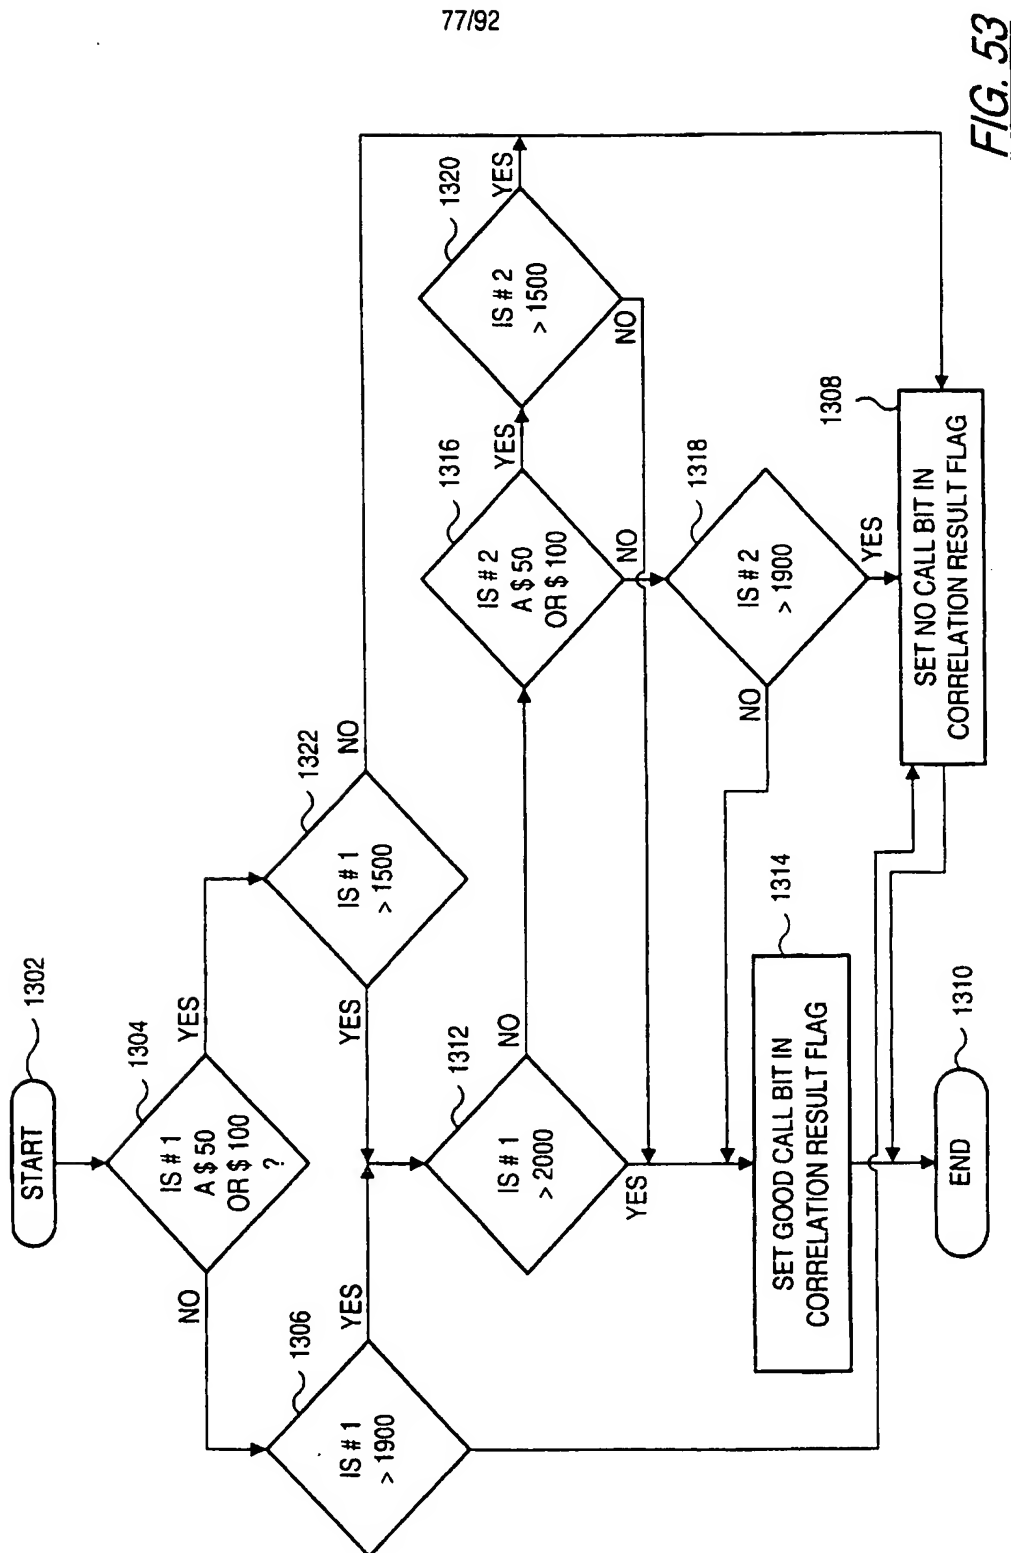 77/92
START
1302
IS # 1
A $ 50
OR $ 100
?
1304
YES
NO
IS # 1
> 1900
1306
YES
IS # 1
> 1500
1322
YES
NO
IS # 1
> 2000
1312
NO
YES
IS # 2
A $ 50
OR $ 100
1316
YES
NO
IS # 2
> 1500
1320
YES
NO
IS # 2
> 1900
1318
NO
YES
SET GOOD CALL BIT IN
CORRELATION RESULT FLAG
1314
SET NO CALL BIT IN
CORRELATION RESULT FLAG
1308
END
1310
FIG. 53